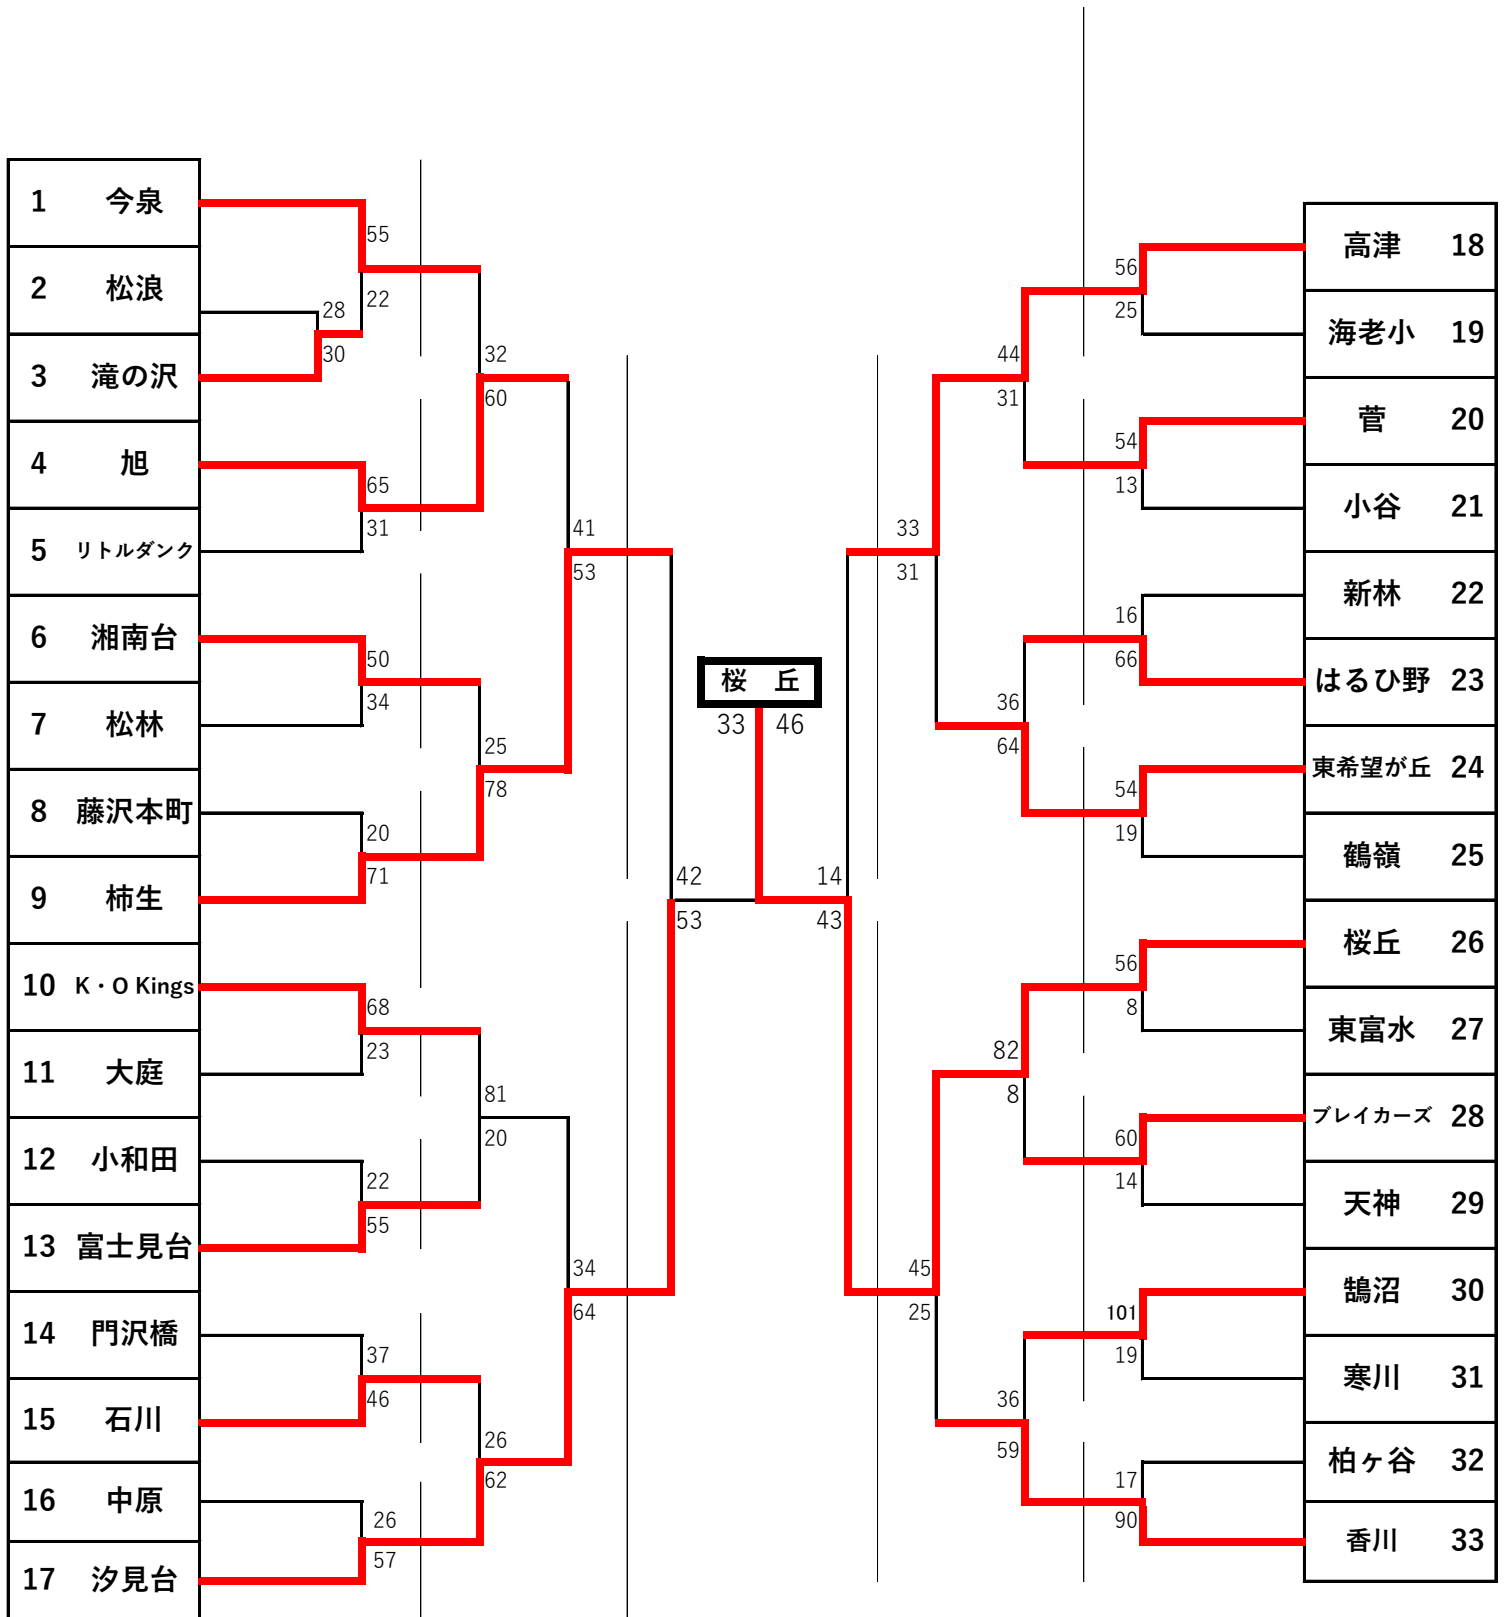 1 今泉
2 松浪
3 滝の沢
4 旭
5 リトルダンク
6 湘南台
7 松林
8 藤沢本町
9 柿生
10 K・O Kings
11 大庭
12 小和田
13 富士見台
14 門沢橋
15 石川
16 中原
17 汐見台
55
22
28
30
65
31
50
34
20
71
68
23
22
55
37
46
26
57
32
60
25
78
81
20
26
62
41
53
34
64
42
53
桜 丘
33 46
14
43
33
31
45
25
44
31
36
64
82
8
36
59
56
25
54
13
16
66
54
19
56
8
60
14
101
19
17
90
高津 18
海老小 19
菅 20
小谷 21
新林 22
はるひ野 23
東希望が丘 24
鶴嶺 25
桜丘 26
東富水 27
ブレイカーズ 28
天神 29
鵠沼 30
寒川 31
柏ヶ谷 32
香川 33